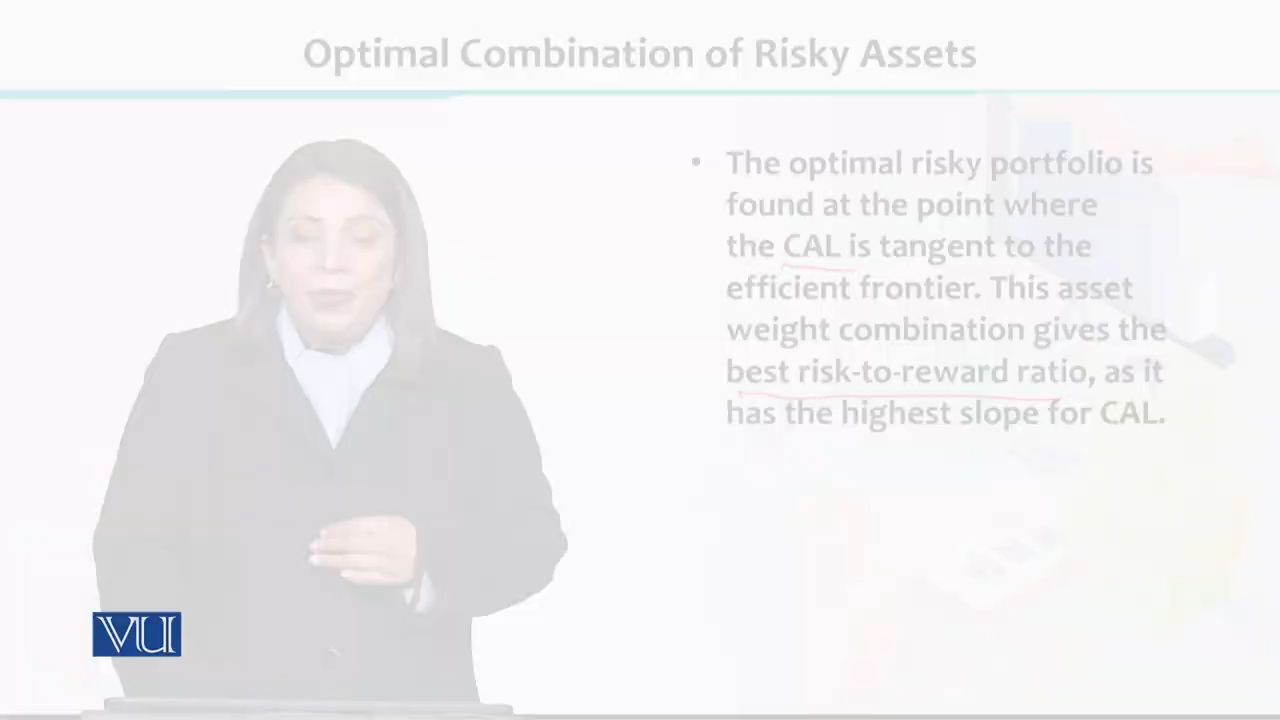 Optimal Combination of Risky Assets
• The optimal risky portfolio is
found at the point where
the CAL is tangent to the
efficient frontier. This asset
weight combination gives the
best risk-to-reward ratio, as it
has the highest slope for CAL.
VU